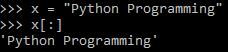 >>> x = "Python Programming"
>>> x[:]
'Python Programming'